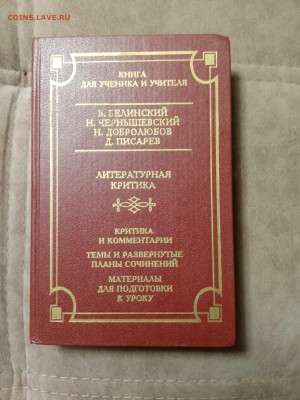 COINS.LAVE.RU
КНИГА
ДЛЯ УЧЕНИКА И УЧИТЕЛЯ
В. БЕЛИНСКИЙ
Н. ЧЕРНЫШЕВСКИЙ
Н. ДОБРОЛЮБОВ
Д. ПИСАРЕВ
ЛИТЕРАТУРНАЯ
КРИТИКА
КРИТИКА
И КОММЕНТАРИИ
ТЕМЫ И РАЗВЕРНУТЫЕ
ПЛАНЫ СОЧИНЕНИЙ
МАТЕРИАЛЫ
ДЛЯ ПОДГОТОВКИ
К УРОКУ